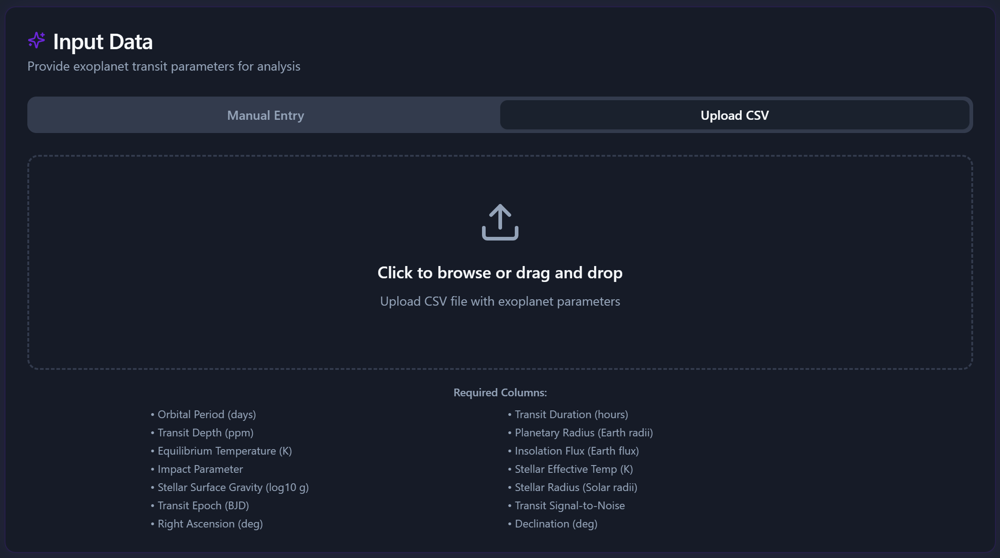 Input Data
Provide exoplanet transit parameters for analysis
Manual Entry
Upload CSV
Click to browse or drag and drop
Upload CSV file with exoplanet parameters
Required Columns:
• Orbital Period (days)
• Transit Duration (hours)
• Transit Depth (ppm)
• Planetary Radius (Earth radii)
• Equilibrium Temperature (K)
• Insolation Flux (Earth flux)
• Impact Parameter
• Stellar Effective Temp (K)
• Stellar Surface Gravity (log10 g)
• Stellar Radius (Solar radii)
• Transit Epoch (BJD)
• Transit Signal-to-Noise
• Right Ascension (deg)
• Declination (deg)